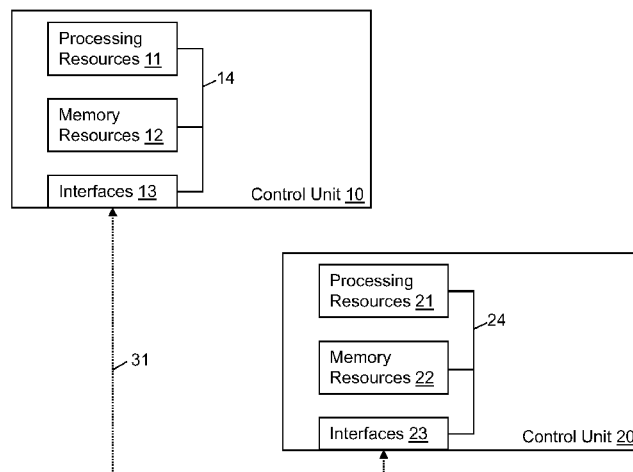 Processing
Resources 11
14
Memory
Resources 12
Interfaces 13
Control Unit 10
Processing
Resources 21
24
Memory
Resources 22
31
Interfaces 23
Control Unit 20